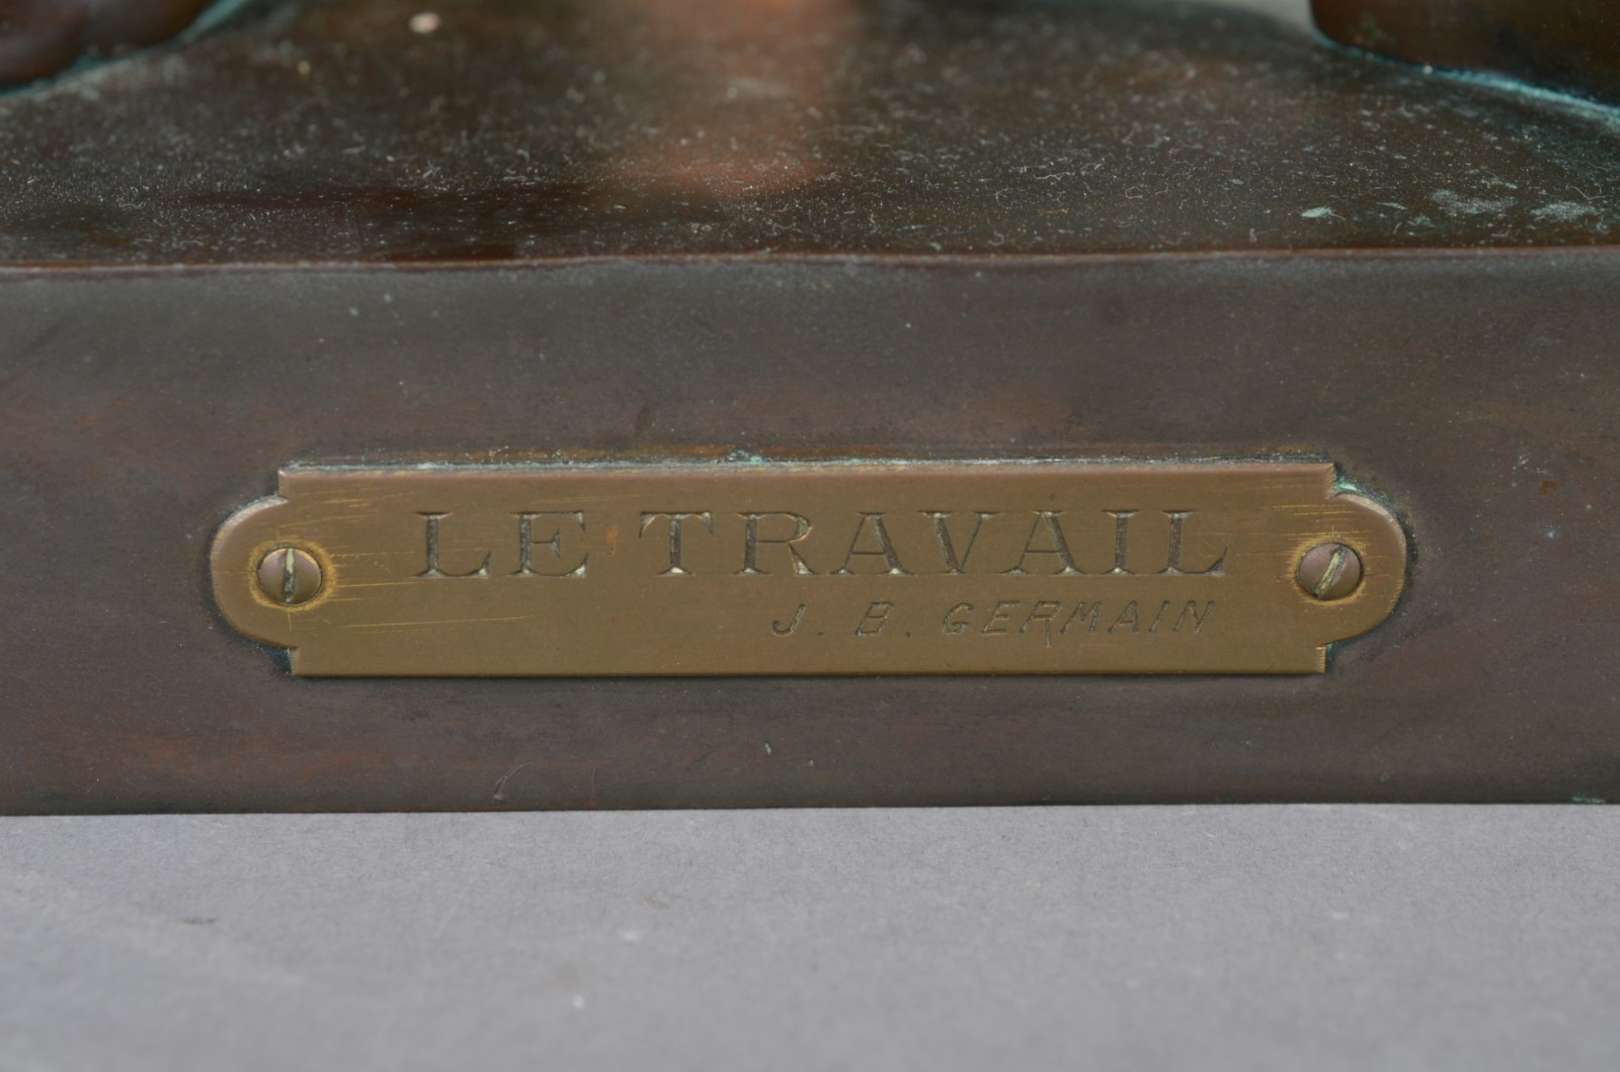 LE TRAVAIL
J. B. GERMAIN